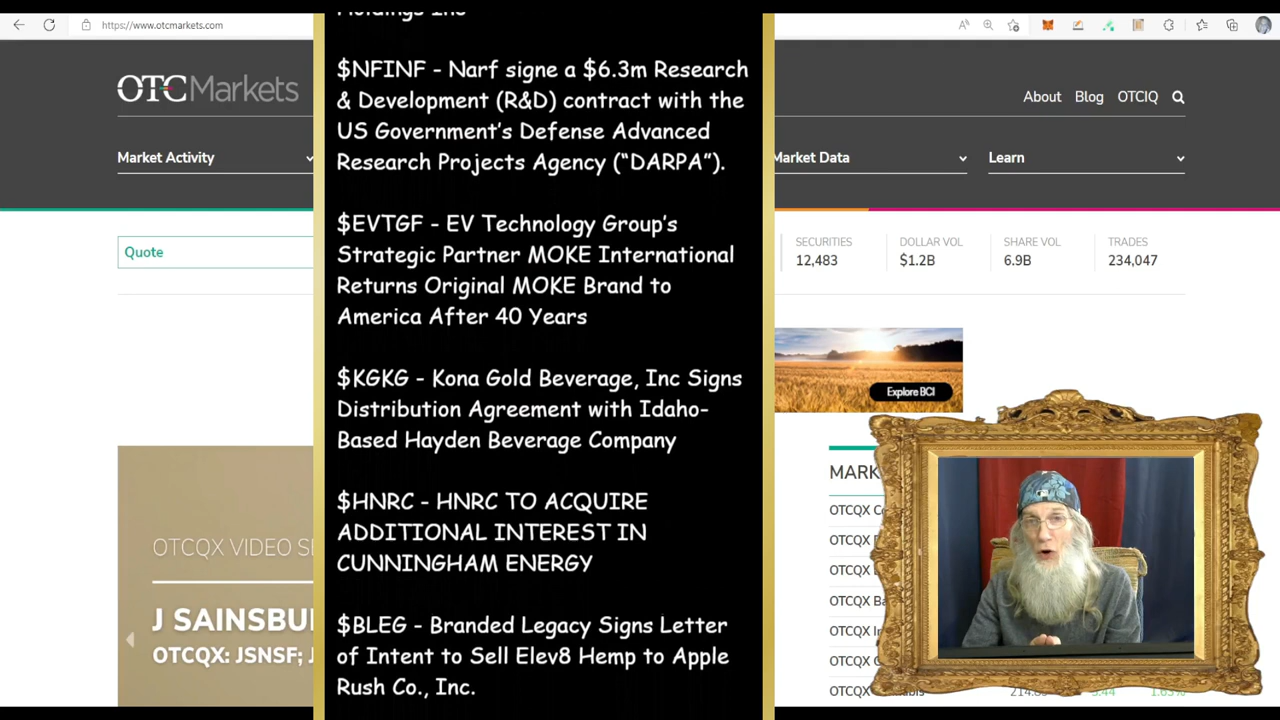 https://www.otcmarkets.com
OTCMarkets
About
Blog
OTCIQ
Market Activity
Market Data
Learn
Quote
SECURITIES
12,483
DOLLAR VOL
$1.2B
SHARE VOL
6.9B
TRADES
234,047
Holdings Inc
$NFINF - Narf signe a $6.3m Research
& Development (R&D) contract with the
US Government's Defense Advanced
Research Projects Agency ("DARPA").
$EVTGF - EV Technology Group's
Strategic Partner MOKE International
Returns Original MOKE Brand to
America After 40 Years
$KGKG - Kona Gold Beverage, Inc Signs
Distribution Agreement with Idaho-
Based Hayden Beverage Company
$HNRC - HNRC TO ACQUIRE
ADDITIONAL INTEREST IN
CUNNINGHAM ENERGY
$BLEG - Branded Legacy Signs Letter
of Intent to Sell Elev8 Hemp to Apple
Rush Co., Inc.
Explore BCI
OTCQX VIDEO S
J SAINSBU
OTCQX: JSNSF; J
MARK
OTCQX C
OTCQX
OTCQX
OTCQX Ba
OTCQX In
OTCQX
OTCQX